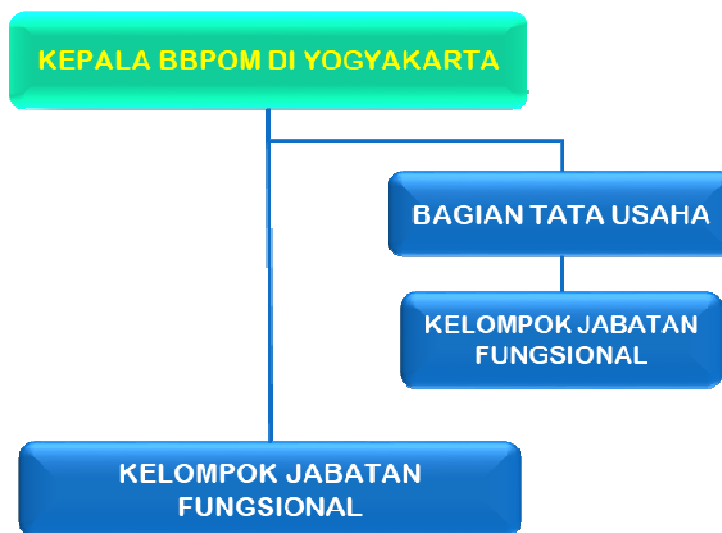 KEPALA BBPOM DI YOGYAKARTA
BAGIAN TATA USAHA
KELOMPOK JABATAN
FUNGSIONAL
KELOMPOK JABATAN
FUNGSIONAL